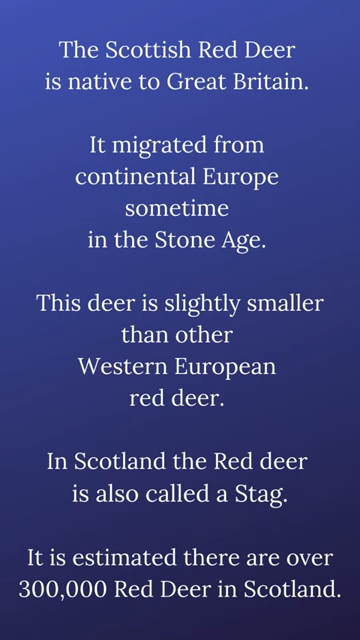 The Scottish Red Deer
is native to Great Britain.
It migrated from
continental Europe
sometime
in the Stone Age.
This deer is slightly smaller
than other
Western European
red deer.
In Scotland the Red deer
is also called a Stag.
It is estimated there are over
300,000 Red Deer in Scotland.